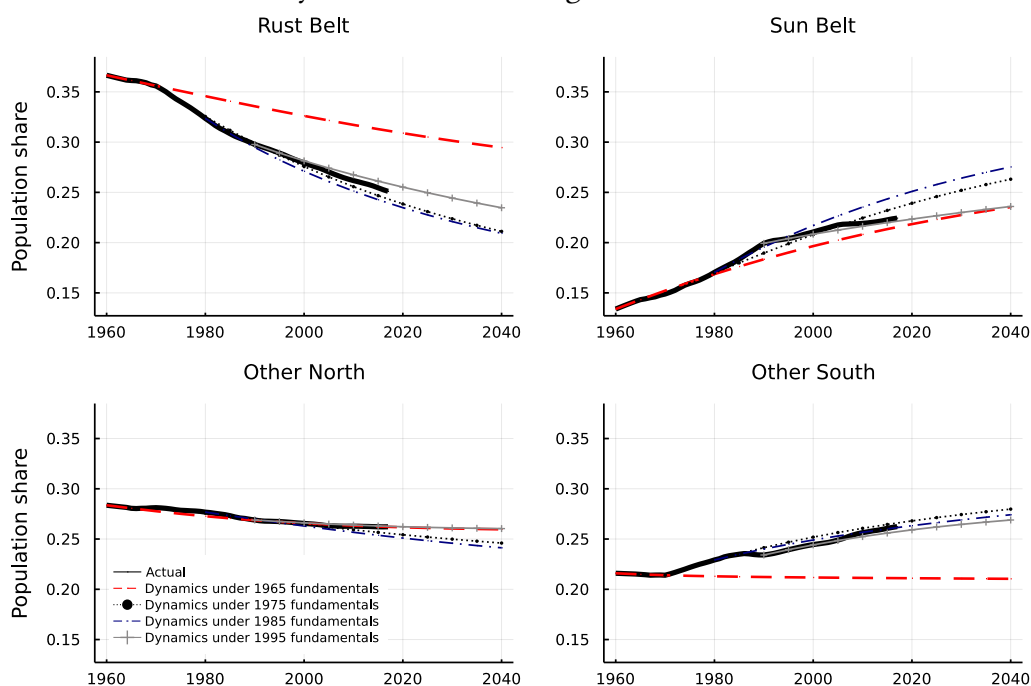 Rust Belt
Sun Belt
Population share
0.35
0.30
0.25
0.20
0.15
1960 1980 2000 2020 2040
0.35
0.30
0.25
0.20
0.15
1960 1980 2000 2020 2040
Other North
Other South
Population share
0.35
0.30
0.25
0.20
0.15
Actual
Dynamics under 1965 fundamentals
Dynamics under 1975 fundamentals
Dynamics under 1985 fundamentals
Dynamics under 1995 fundamentals
1960 1980 2000 2020 2040
0.35
0.30
0.25
0.20
0.15
1960 1980 2000 2020 2040